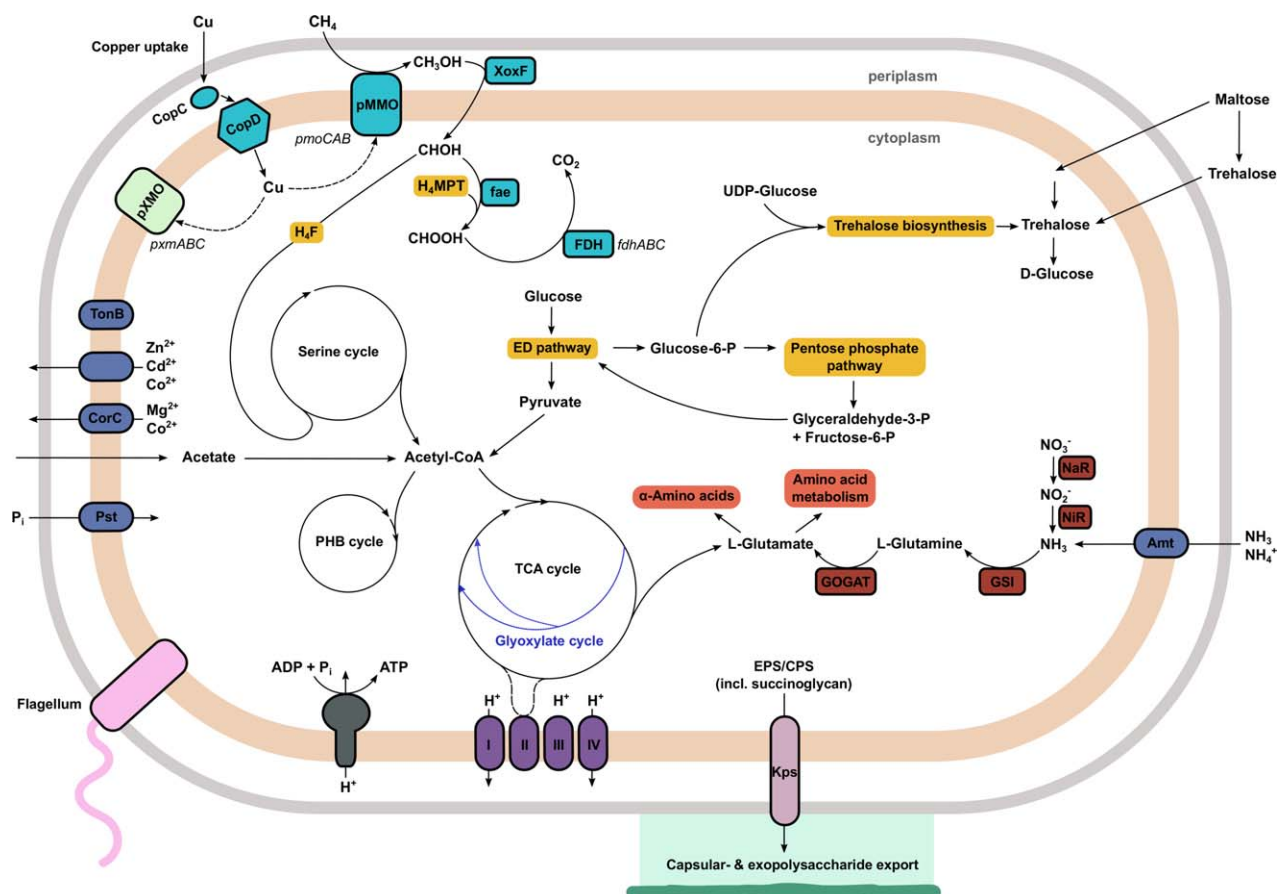 Cu
CH₄
Copper uptake
CH₃OH
XoxF
periplasm
CopC
CopD
pMMO
pmoCAB
cytoplasm
Maltose
CHOH
CO₂
Cu
H₄MPT
fae
UDP-Glucose
Trehalose
pXMO
pxmABC
H₄F
CHOOH
FDH
fdhABC
Trehalose biosynthesis
Trehalose
D-Glucose
TonB
Glucose
Zn²⁺
Cd²⁺
Co²⁺
Serine cycle
ED pathway
Glucose-6-P
Pentose phosphate
pathway
CorC
Mg²⁺
Co²⁺
Pyruvate
Glyceraldehyde-3-P
+ Fructose-6-P
Acetate
Acetyl-CoA
NO₃⁻
NaR
α-Amino acids
Amino acid
metabolism
NO₂⁻
NiR
Pᵢ
Pst
PHB cycle
TCA cycle
L-Glutamate
L-Glutamine
NH₃
Amt
NH₃
NH₄⁺
GOGAT
GSI
Glyoxylate cycle
Flagellum
ADP + Pᵢ
ATP
EPS/CPS
(incl. succinoglycan)
H⁺
H⁺
H⁺
I
II
III
IV
H⁺
Kps
Capsular- & exopolysaccharide export